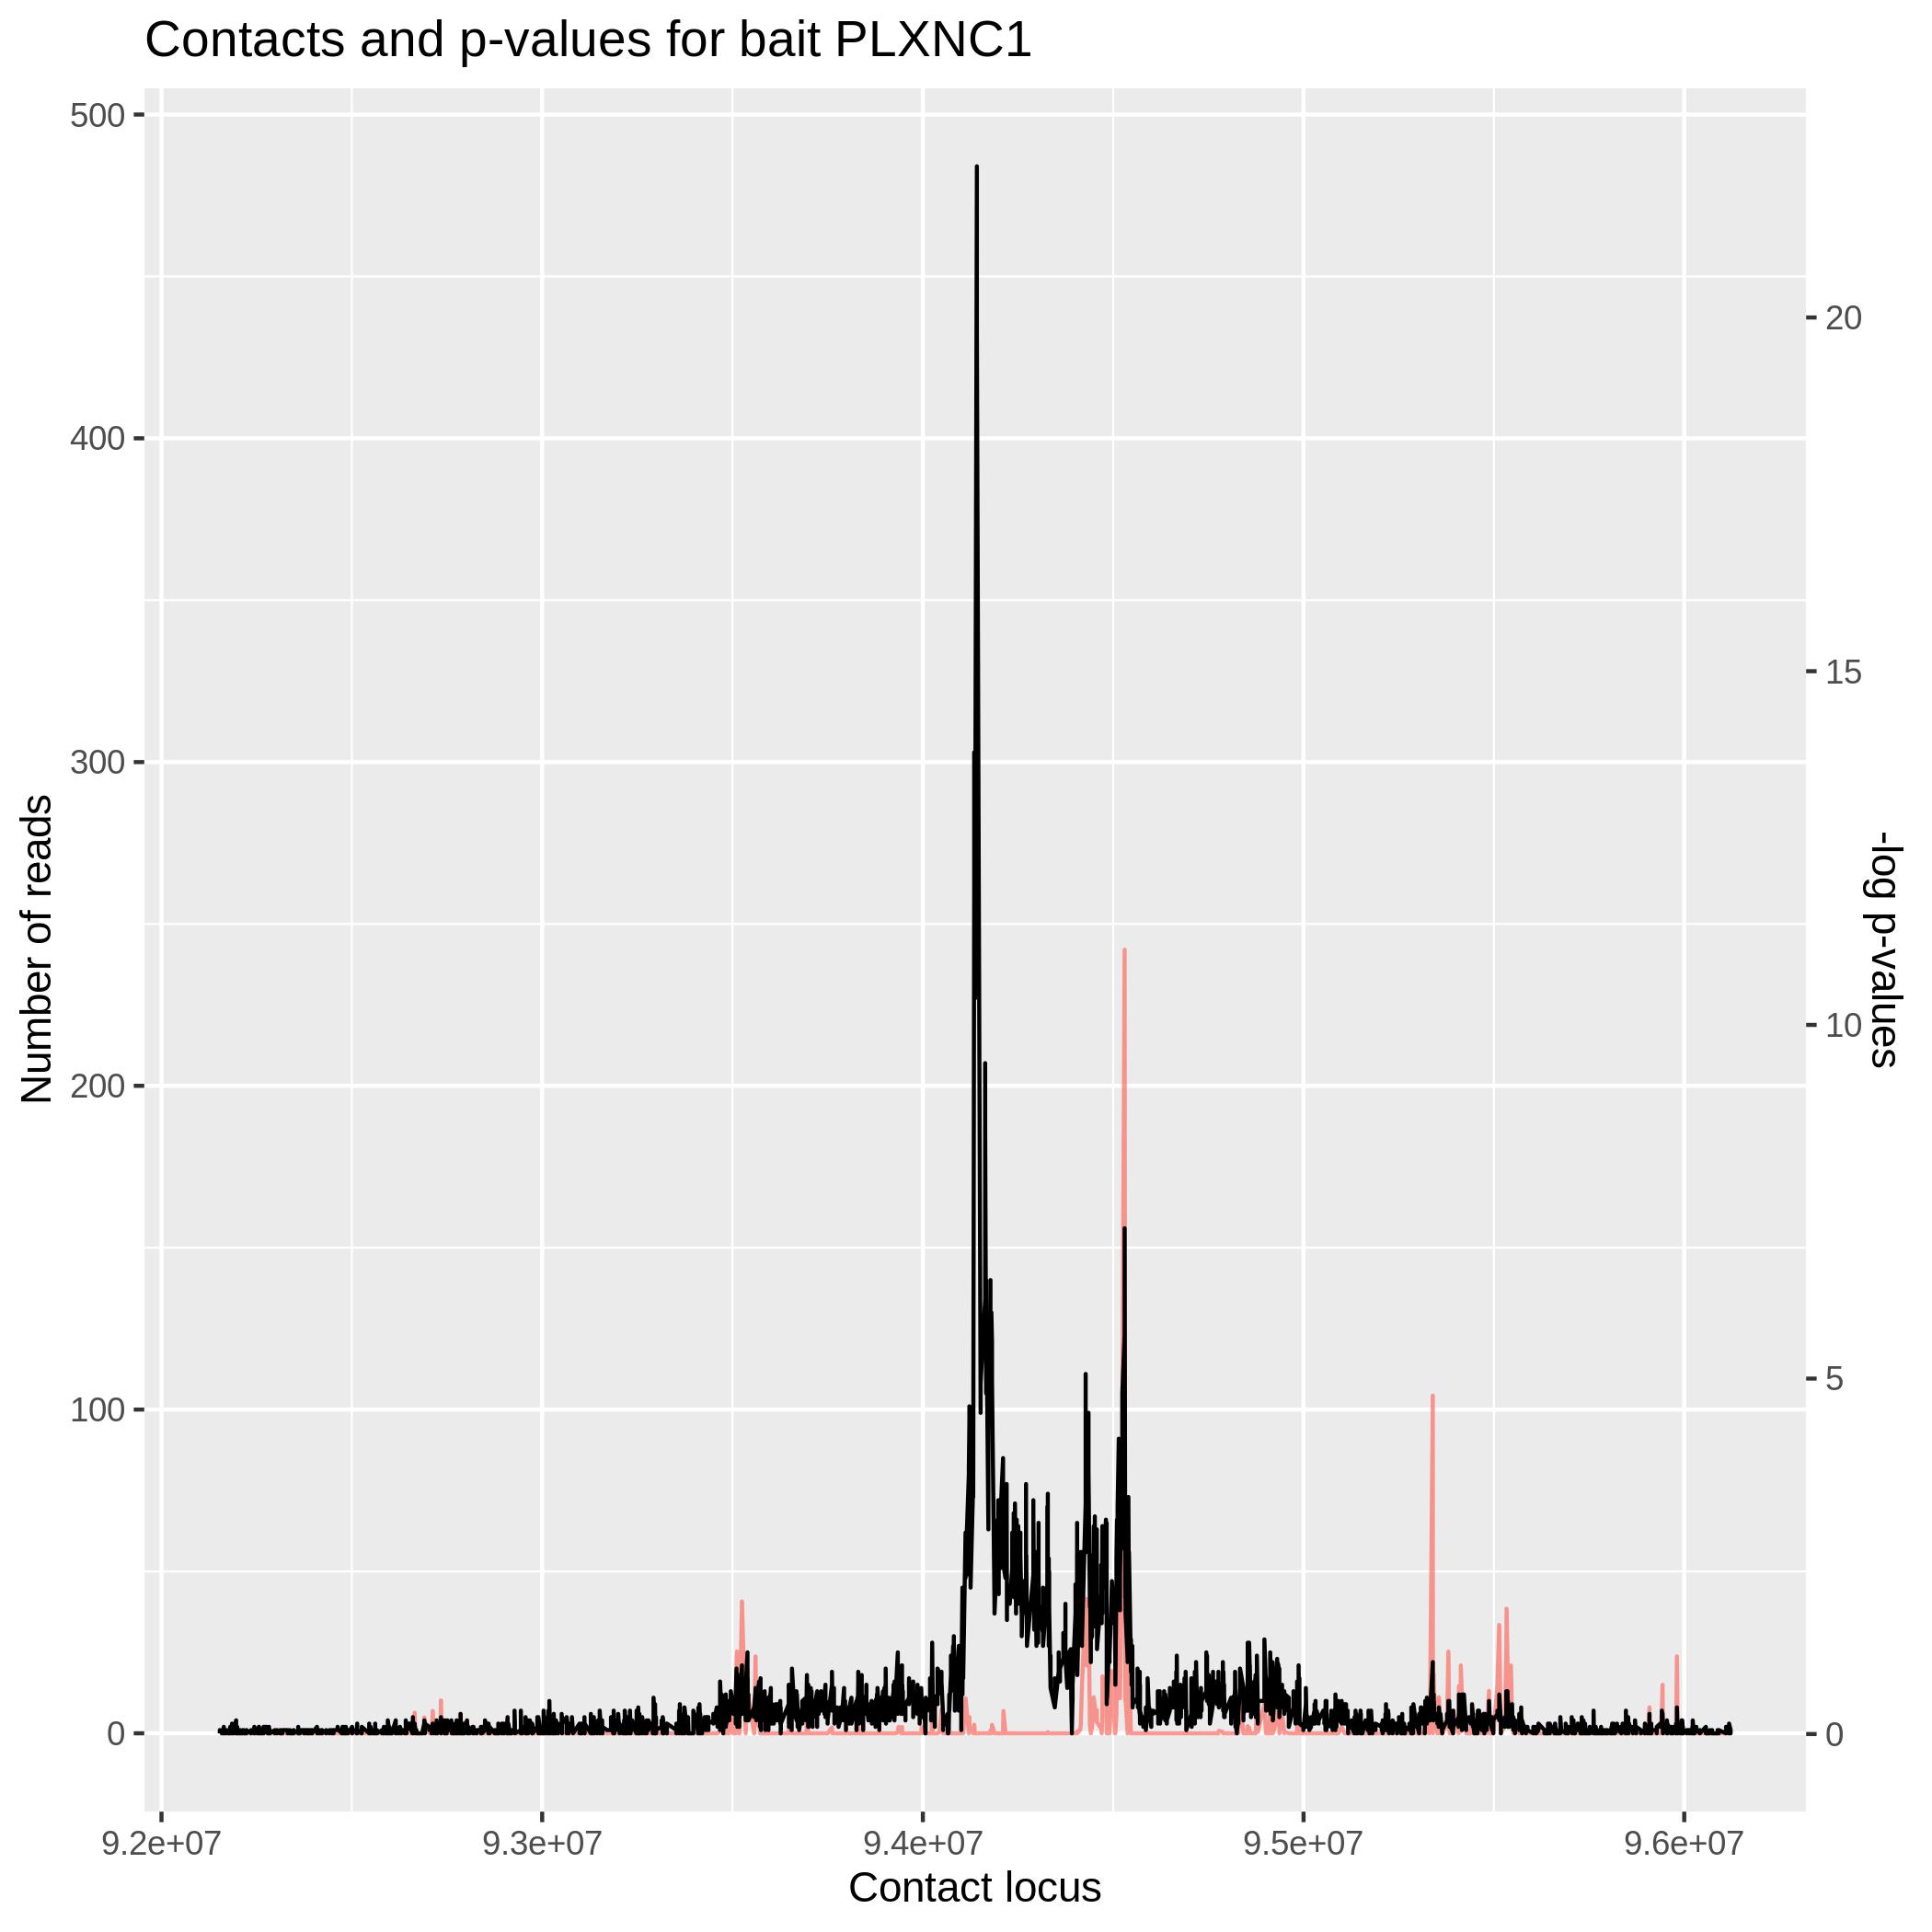 Contacts and p-values for bait PLXNC1
500
400
300
200
100
0
Number of reads
20
15
10
5
0
-log p-values
9.2e+07 9.3e+07 9.4e+07 9.5e+07 9.6e+07
Contact locus